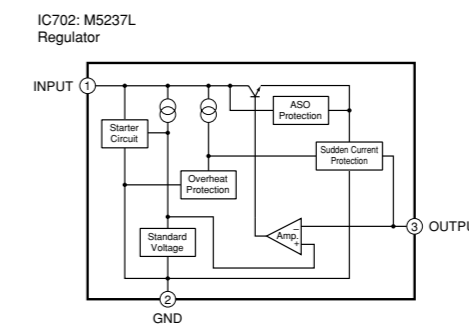 IC702: M5237L
Regulator
INPUT
1
ASO
Protection
Starter
Circuit
Sudden Current
Protection
Overheat
Protection
Amp.
−
+
3
OUTPU
Standard
Voltage
2
GND